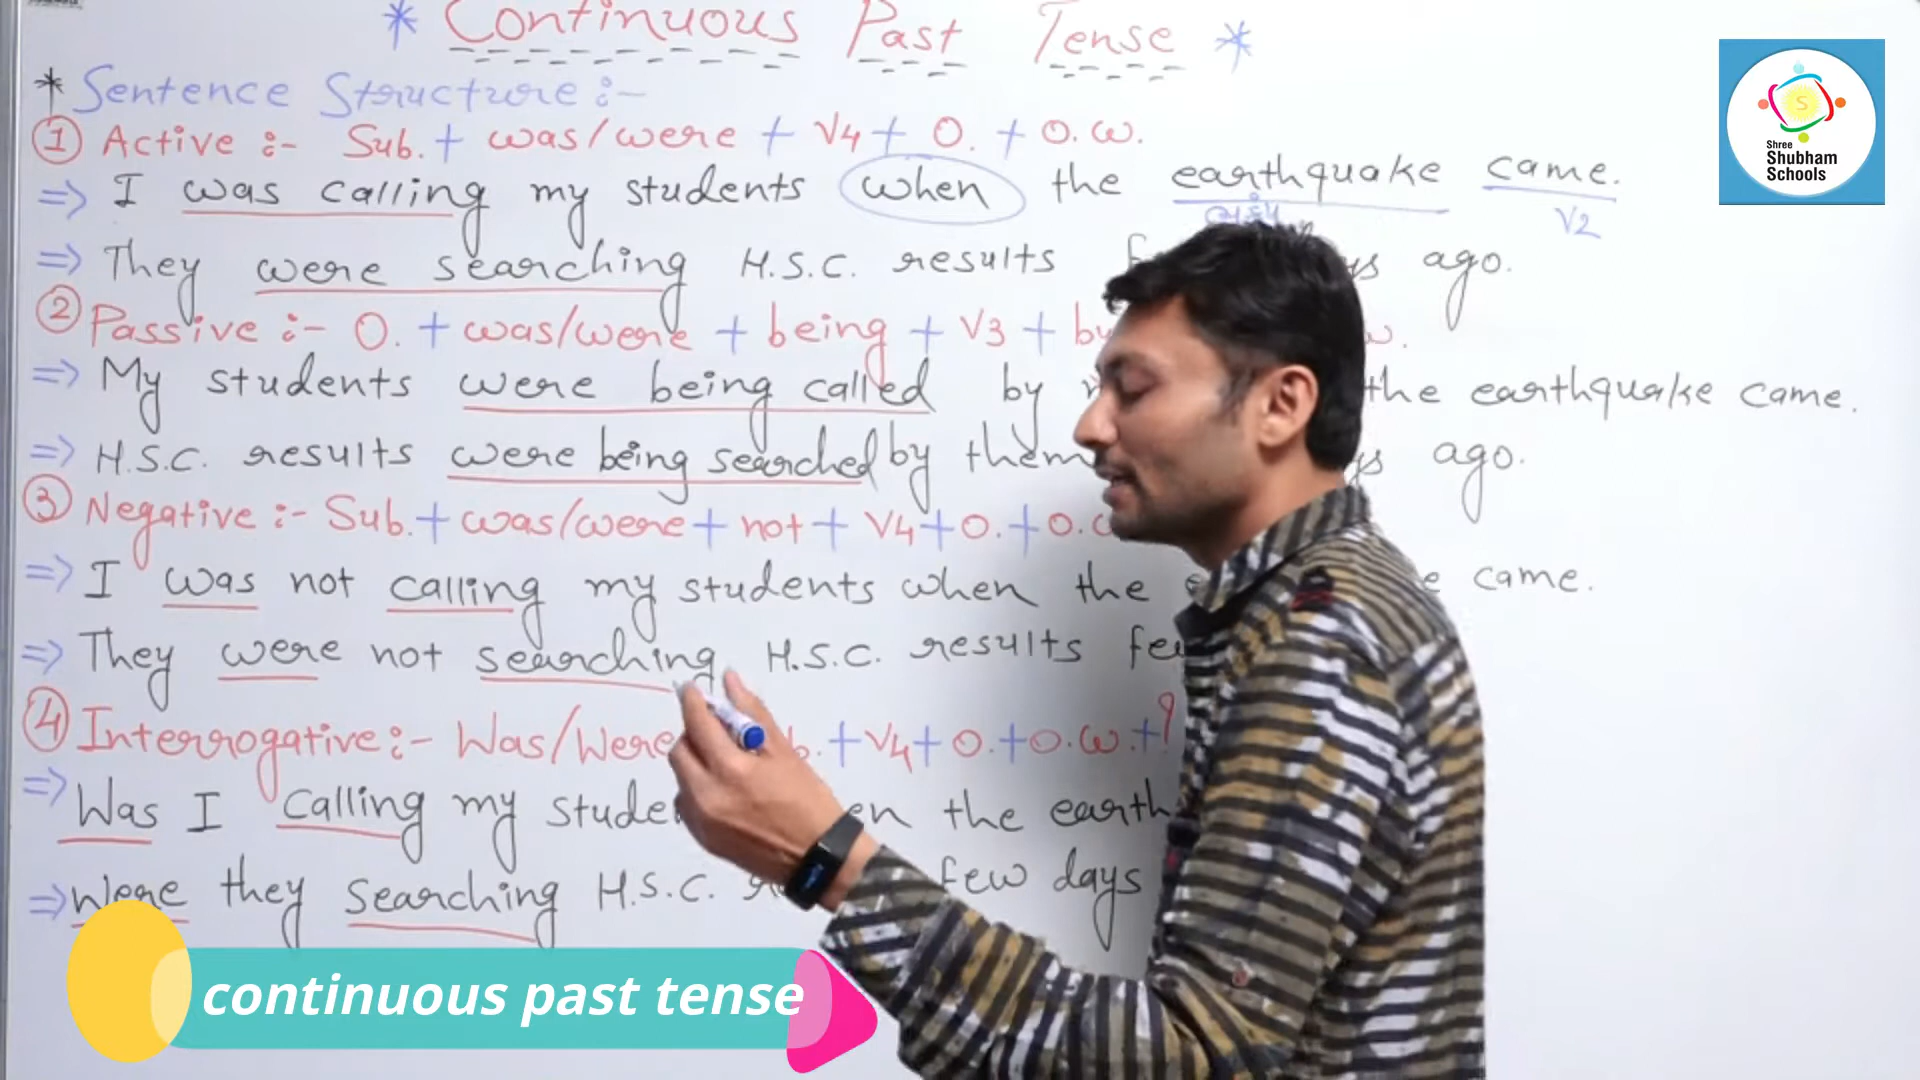 * Continuous Past Tense *
* Sentence Structure :-
① Active :- Sub. + was/were + V4 + O. + O.W.
⇒ I was calling my students when the earthquake came.
V2
⇒ They were searching H.S.C. results ago.
② Passive :- O. + was/were + being + V3 + by
⇒ My students were being called by the earthquake came.
⇒ H.S.C. results were being searched by them ago.
③ Negative :- Sub. + was/were + not + V4 + O. + O.
⇒ I was not calling my students when the came.
⇒ They were not searching H.S.C. results few
④ Interrogative :- Was/Were + V4 + O. + O.W. + ?
⇒ Was I calling my the earth
⇒ Were they searching H.S.C. few days
continuous past tense
Shree
Shubham
Schools
S